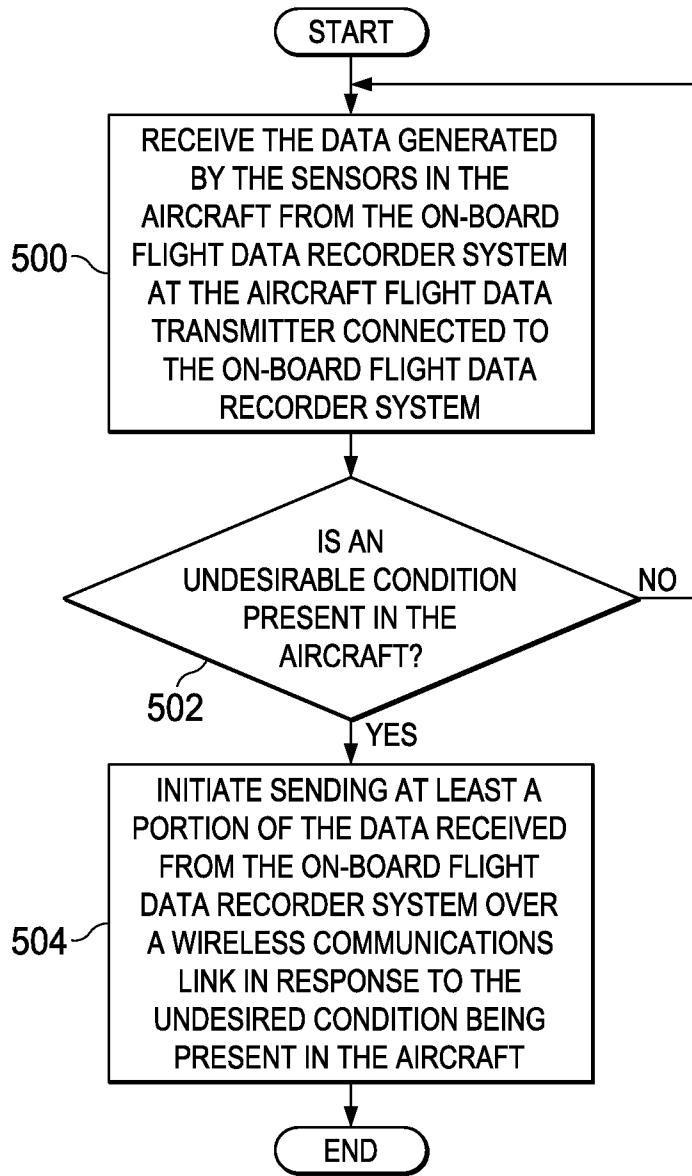 START
RECEIVE THE DATA GENERATED
BY THE SENSORS IN THE
AIRCRAFT FROM THE ON-BOARD
FLIGHT DATA RECORDER SYSTEM
AT THE AIRCRAFT FLIGHT DATA
TRANSMITTER CONNECTED TO
THE ON-BOARD FLIGHT DATA
RECORDER SYSTEM
500
IS AN
UNDESIRABLE CONDITION
PRESENT IN THE
AIRCRAFT?
NO
502
YES
INITIATE SENDING AT LEAST A
PORTION OF THE DATA RECEIVED
FROM THE ON-BOARD FLIGHT
DATA RECORDER SYSTEM OVER
A WIRELESS COMMUNICATIONS
LINK IN RESPONSE TO THE
UNDESIRED CONDITION BEING
PRESENT IN THE AIRCRAFT
504
END